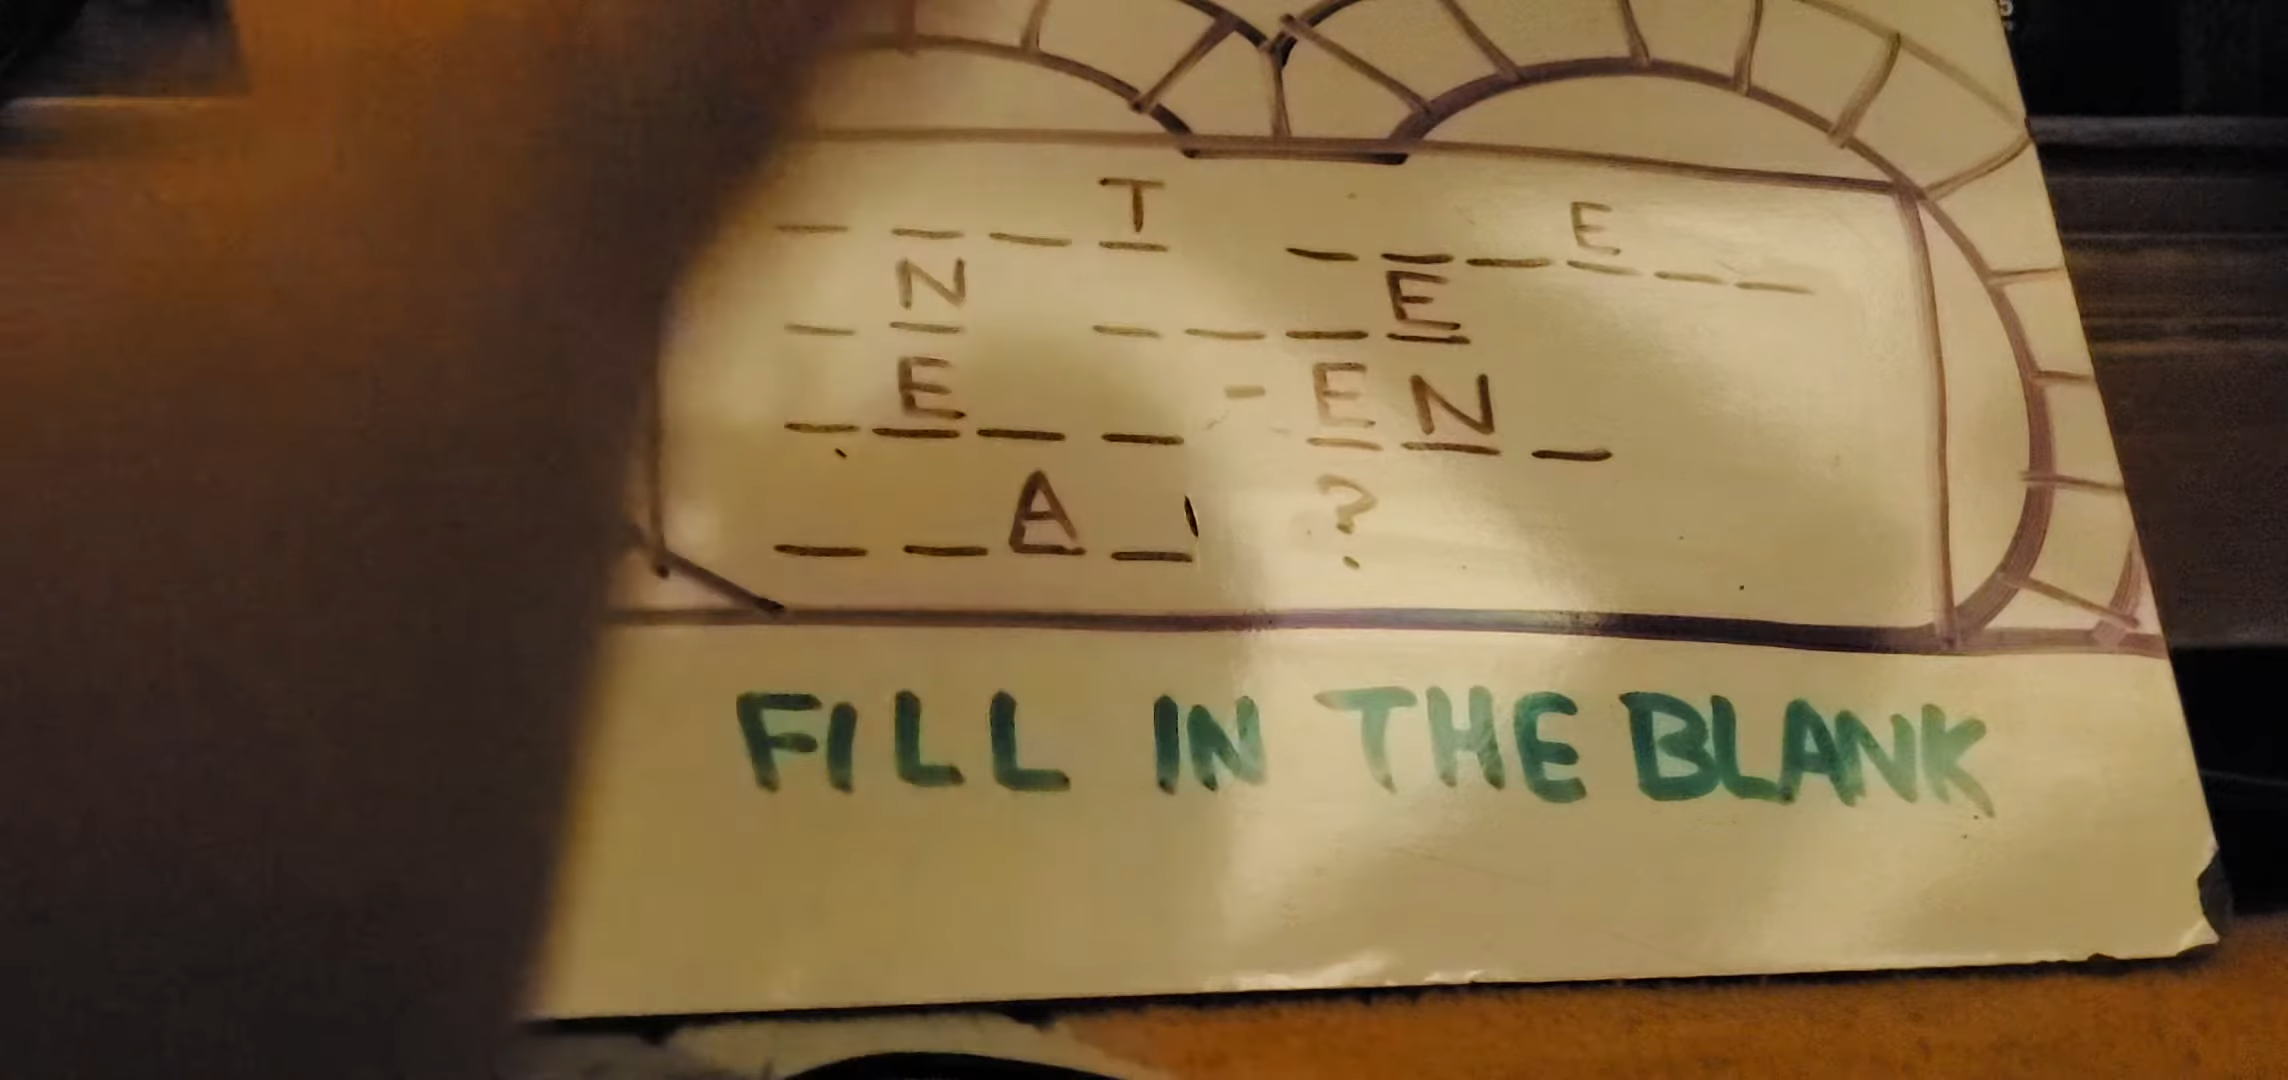 _ _ _ T _ _ _ E _ _
_ N _ _ _ E
_ E _ _ - E N _
_ _ A _ ?
FILL IN THE BLANK